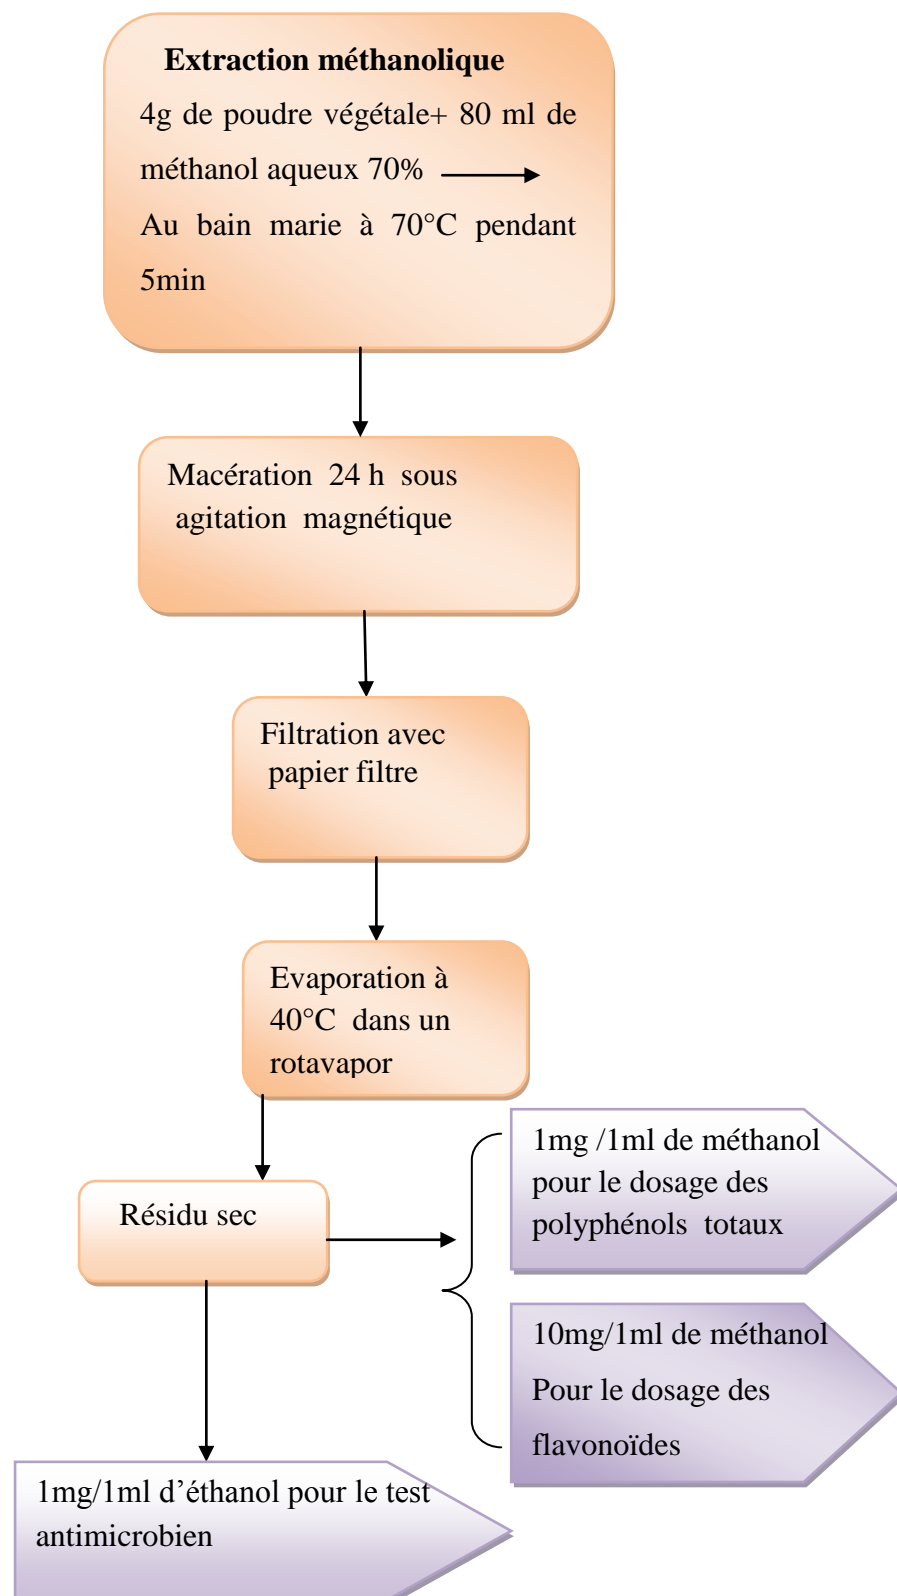 Extraction méthanolique
4g de poudre végétale+ 80 ml de
méthanol aqueux 70%
Au bain marie à 70°C pendant
5min
Macération 24 h sous
agitation magnétique
Filtration avec
papier filtre
Evaporation à
40°C dans un
rotavapor
Résidu sec
1mg /1ml de méthanol
pour le dosage des
polyphénols totaux
10mg/1ml de méthanol
Pour le dosage des
flavonoïdes
1mg/1ml d’éthanol pour le test
antimicrobien